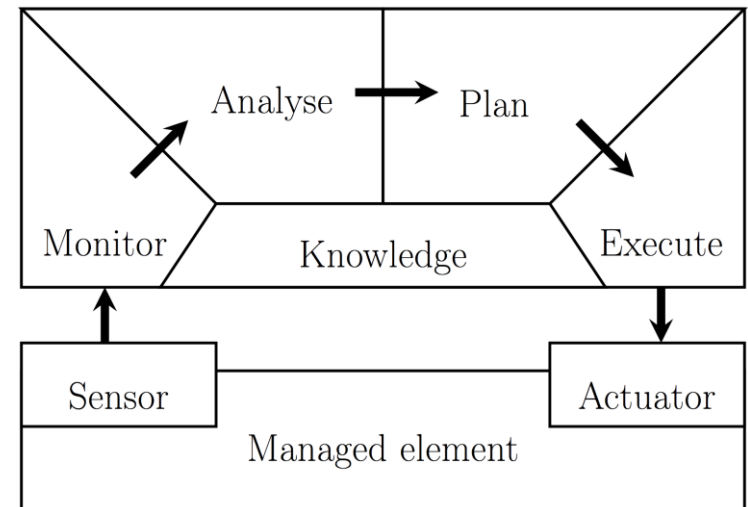 Analyse
Plan
Monitor
Knowledge
Execute
Sensor
Actuator
Managed element